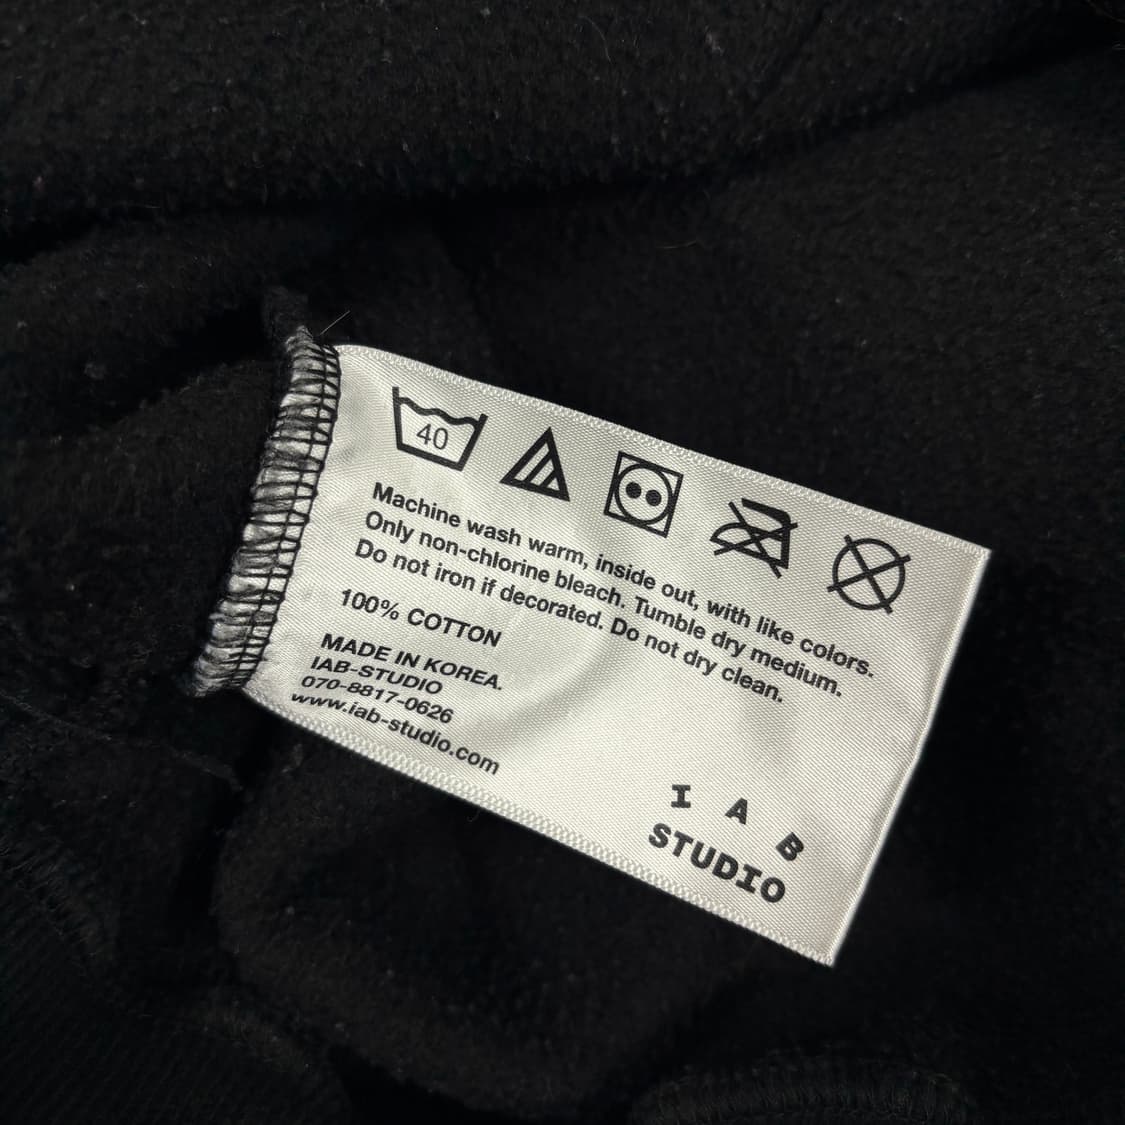 40
Machine wash warm, inside out, with like colors.
Only non-chlorine bleach. Tumble dry medium.
Do not iron if decorated. Do not dry clean.
100% COTTON
MADE IN KOREA.
IAB-STUDIO
070-8817-0626
www.iab-studio.com
I A B
STUDIO